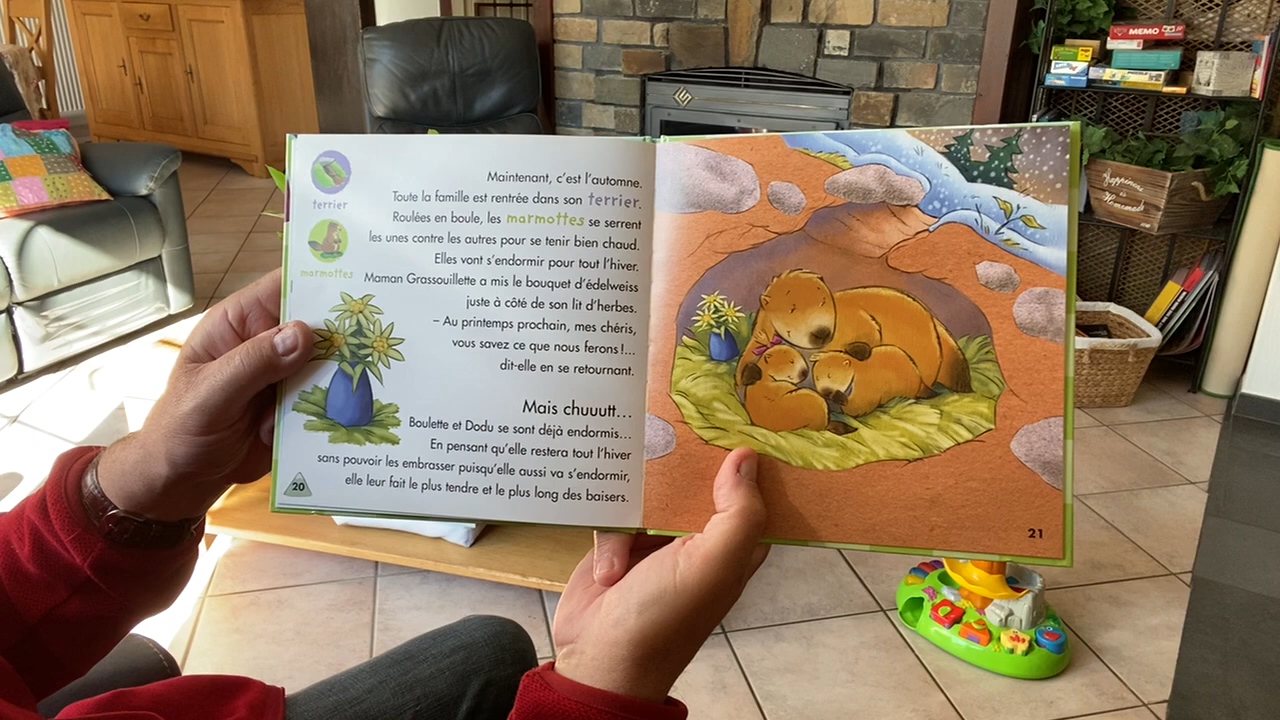 terrier
marmottes
Maintenant, c'est l'automne.
Toute la famille est rentrée dans son terrier.
Roulées en boule, les marmottes se serrent
les unes contre les autres pour se tenir bien chaud.
Elles vont s'endormir pour tout l'hiver.
Maman Grassouillette a mis le bouquet d'édelweiss
juste à côté de son lit d'herbes.
– Au printemps prochain, mes chéris,
vous savez ce que nous ferons !...
dit-elle en se retournant.
Mais chuuutt...
Boulette et Dodu se sont déjà endormis...
En pensant qu'elle restera tout l'hiver
sans pouvoir les embrasser puisqu'elle aussi va s'endormir,
elle leur fait le plus tendre et le plus long des baisers.
20
21
MEMO
Happiness
is
Homemade